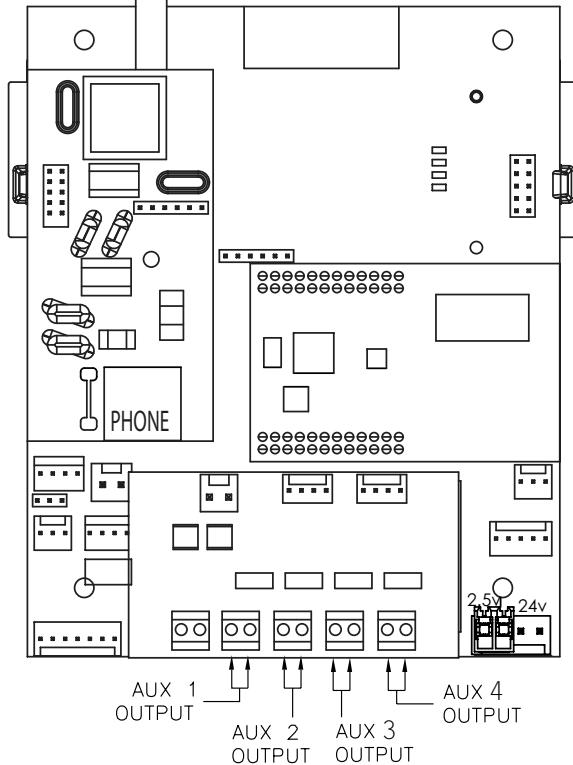 PHONE
2.5v 24v
AUX 1
OUTPUT
AUX 2
OUTPUT
AUX 3
OUTPUT
AUX 4
OUTPUT